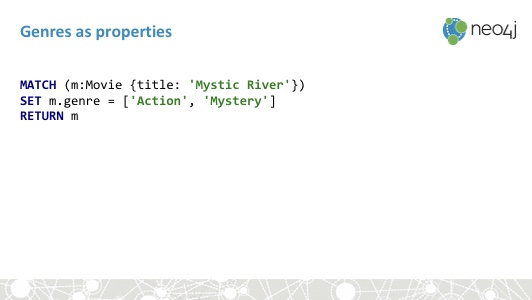 Genres as properties
neo4j
MATCH (m:Movie {title: 'Mystic River'})
SET m.genre = ['Action', 'Mystery']
RETURN m